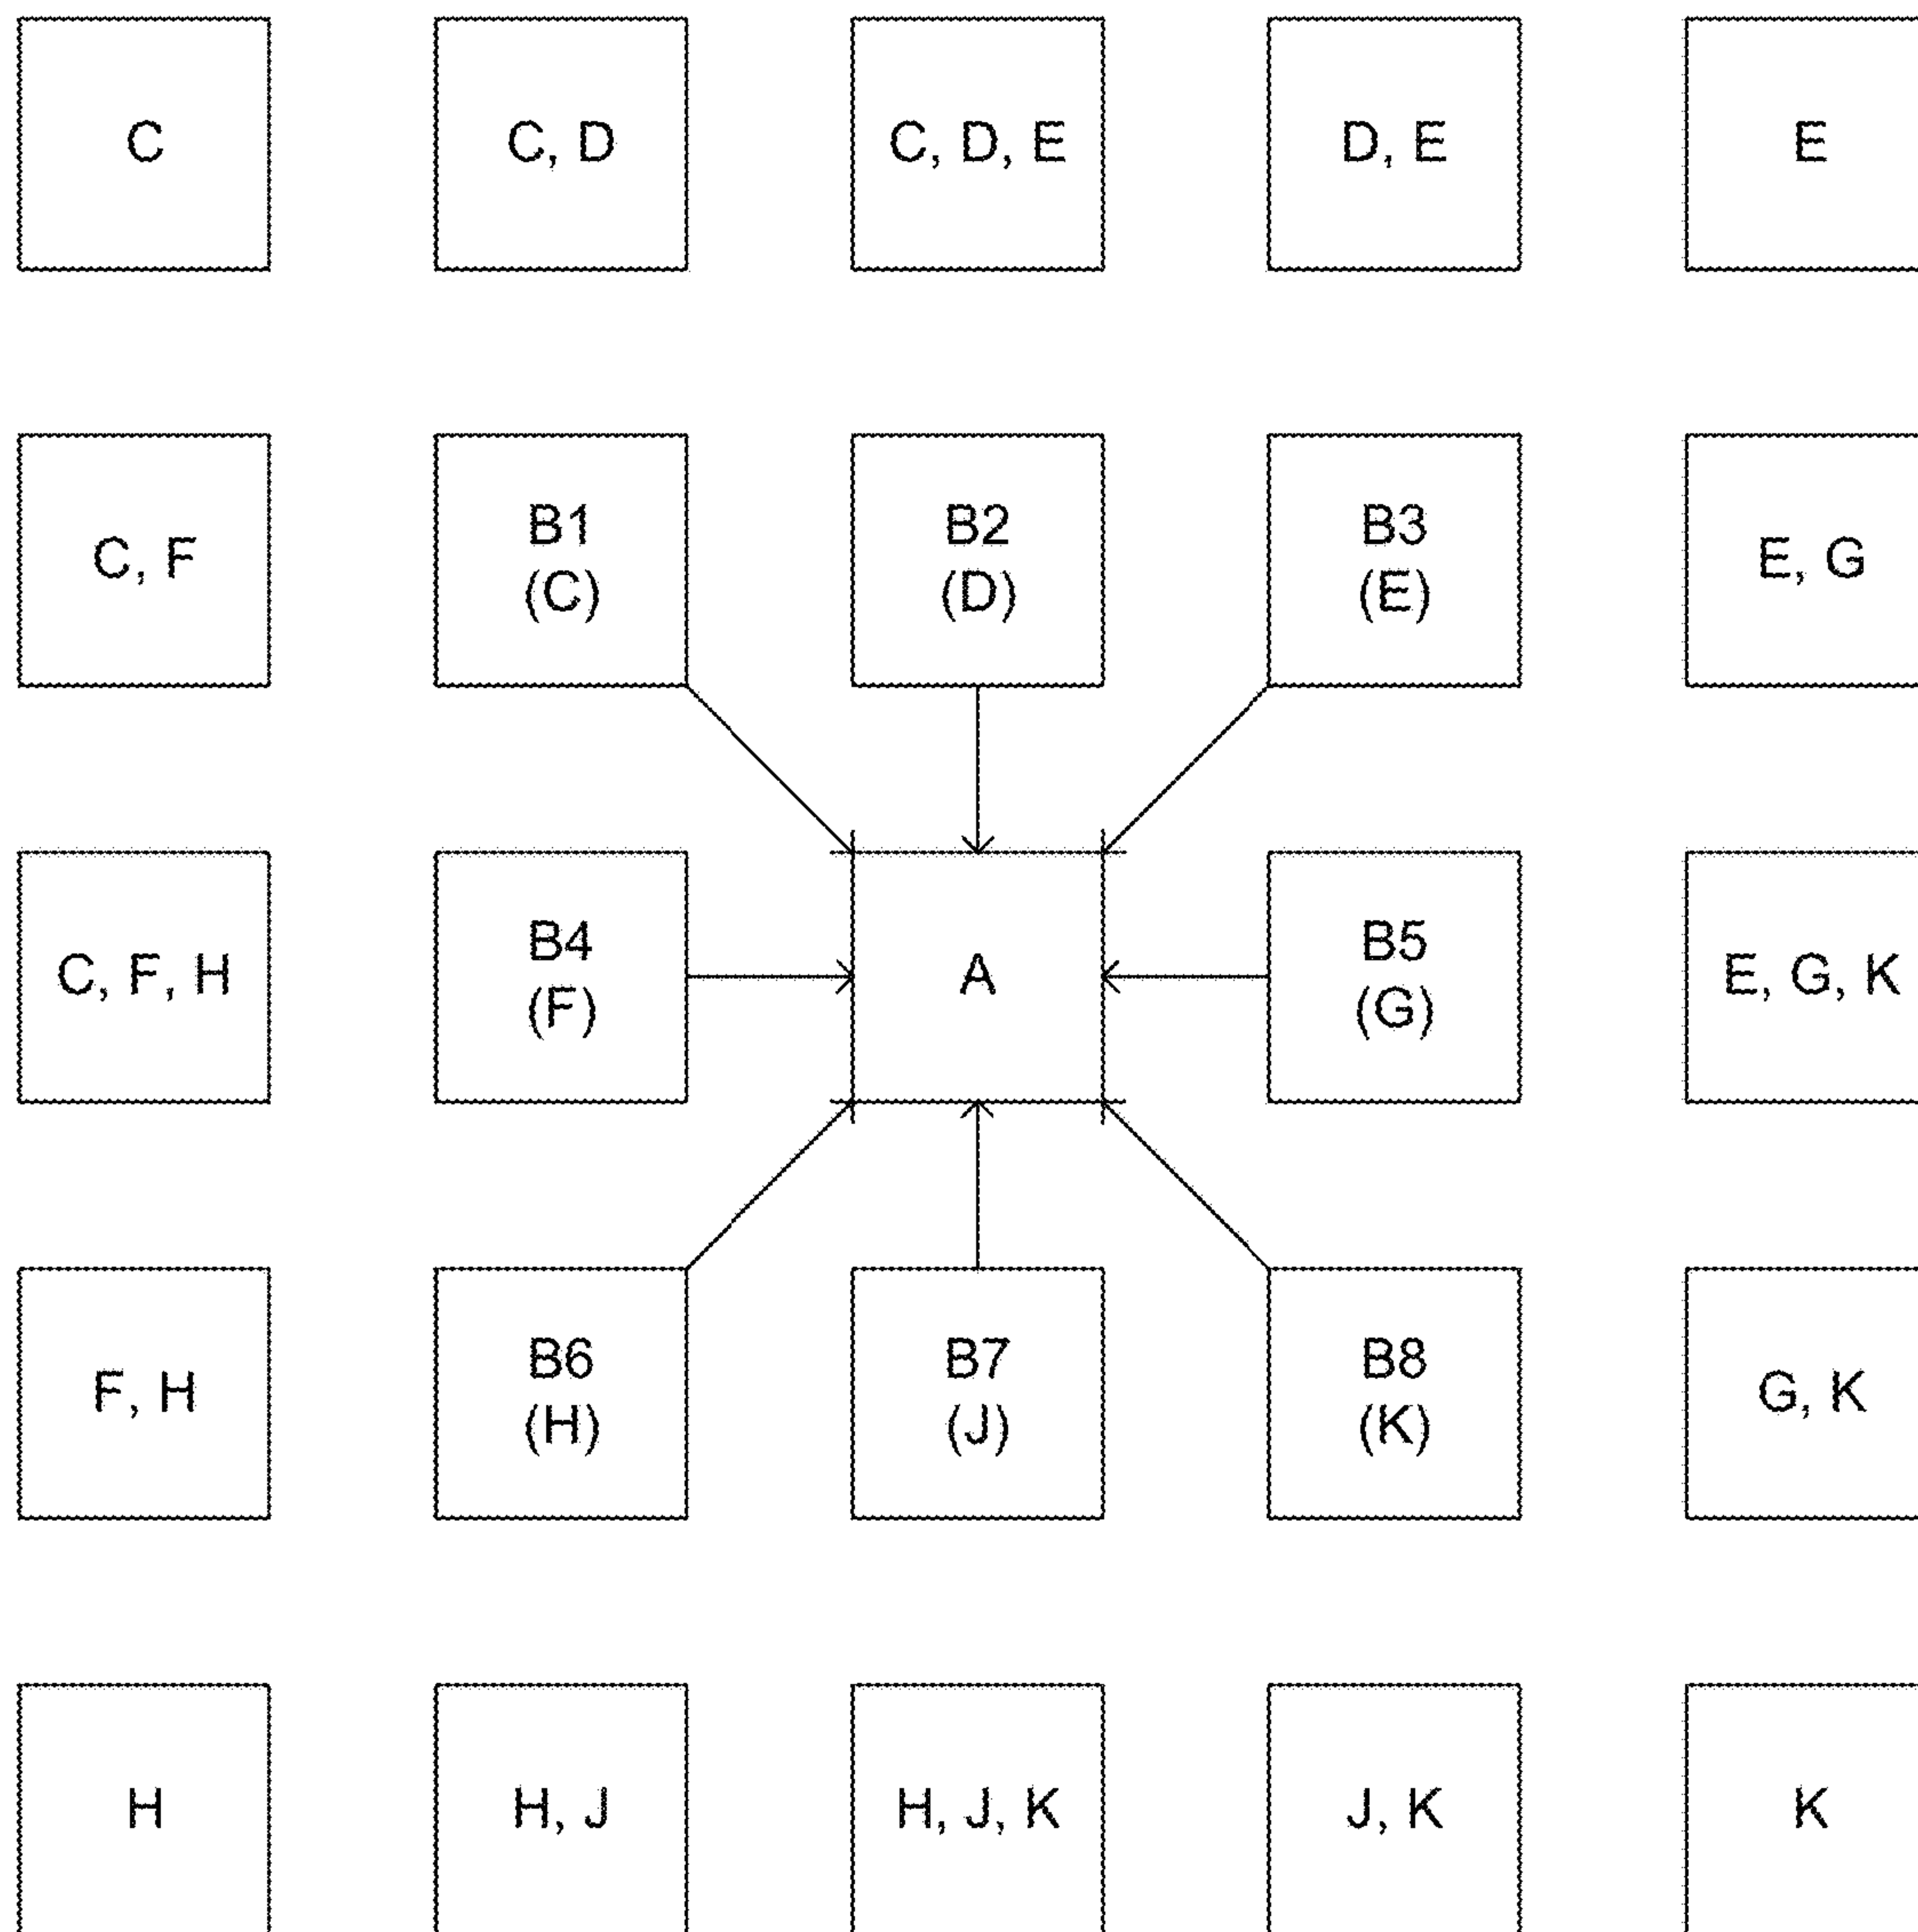 C
C, D
C, D, E
D, E
E
C, F
B1
(C)
B2
(D)
B3
(E)
E, G
C, F, H
B4
(F)
A
B5
(G)
E, G, K
F, H
B6
(H)
B7
(J)
B8
(K)
G, K
H
H, J
H, J, K
J, K
K